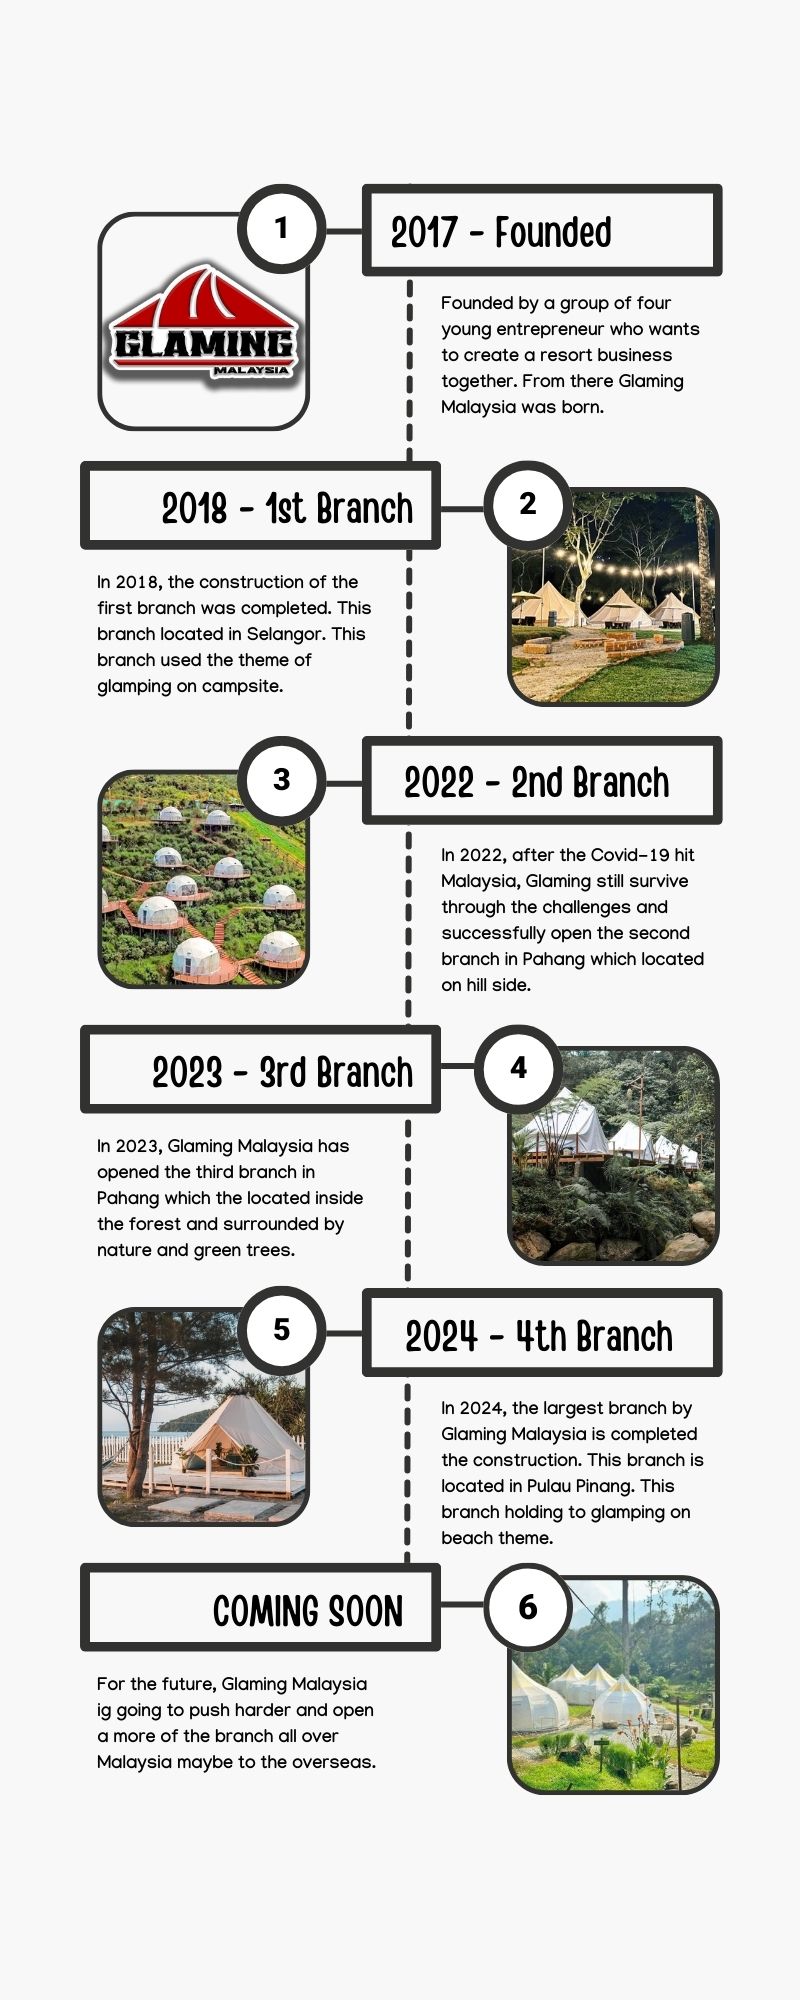 1
2017 - Founded
GLAMING
MALAYSIA
Founded by a group of four
young entrepreneur who wants
to create a resort business
together. From there Glaming
Malaysia was born.
2018 - 1st Branch
2
In 2018, the construction of the
first branch was completed. This
branch located in Selangor. This
branch used the theme of
glamping on campsite.
3
2022 - 2nd Branch
In 2022, after the Covid-19 hit
Malaysia, Glaming still survive
through the challenges and
successfully open the second
branch in Pahang which located
on hill side.
2023 - 3rd Branch
4
In 2023, Glaming Malaysia has
opened the third branch in
Pahang which the located inside
the forest and surrounded by
nature and green trees.
5
2024 - 4th Branch
In 2024, the largest branch by
Glaming Malaysia is completed
the construction. This branch is
located in Pulau Pinang. This
branch holding to glamping on
beach theme.
COMING SOON
6
For the future, Glaming Malaysia
ig going to push harder and open
a more of the branch all over
Malaysia maybe to the overseas.